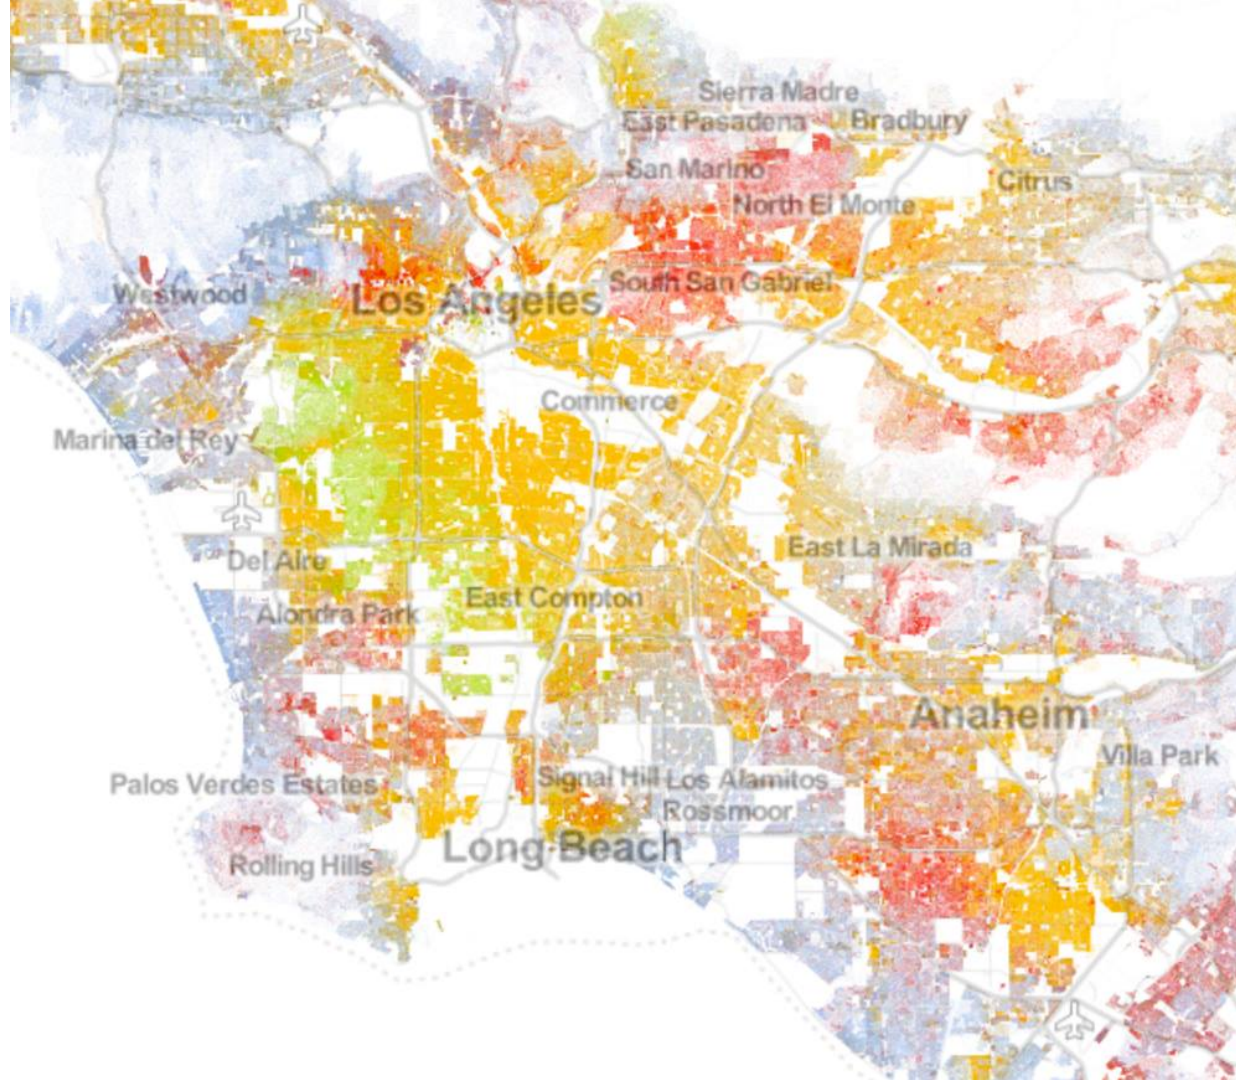 Sierra Madre
East Pasadena
Bradbury
San Marino
Citrus
North El Monte
South San Gabriel
Westwood
Los Angeles
Commerce
Marina del Rey
East La Mirada
Del Aire
East Compton
Alondra Park
Anaheim
Villa Park
Palos Verdes Estates
Signal Hill
Los Alamitos
Rossmoor
Long Beach
Rolling Hills